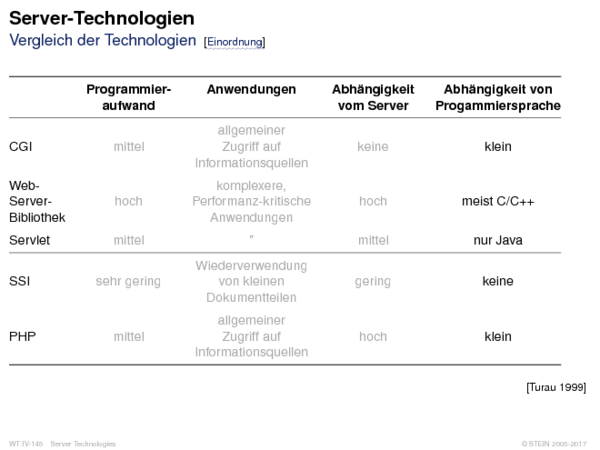 Server-Technologien
Vergleich der Technologien [Einordnung]
Programmier- Anwendungen Abhängigkeit Abhängigkeit von
aufwand vom Server Progammiersprache
allgemeiner
CGI mittel Zugriff auf keine klein
Informationsquellen
Web- komplexere,
Server- hoch Performanz-kritische hoch meist C/C++
Bibliothek Anwendungen
Servlet mittel " mittel nur Java
Wiederverwendung
SSI sehr gering von kleinen gering keine
Dokumentteilen
allgemeiner
PHP mittel Zugriff auf hoch klein
Informationsquellen
[Turau 1999]
WT:IV-145 Server Technologies © STEIN 2005-2017